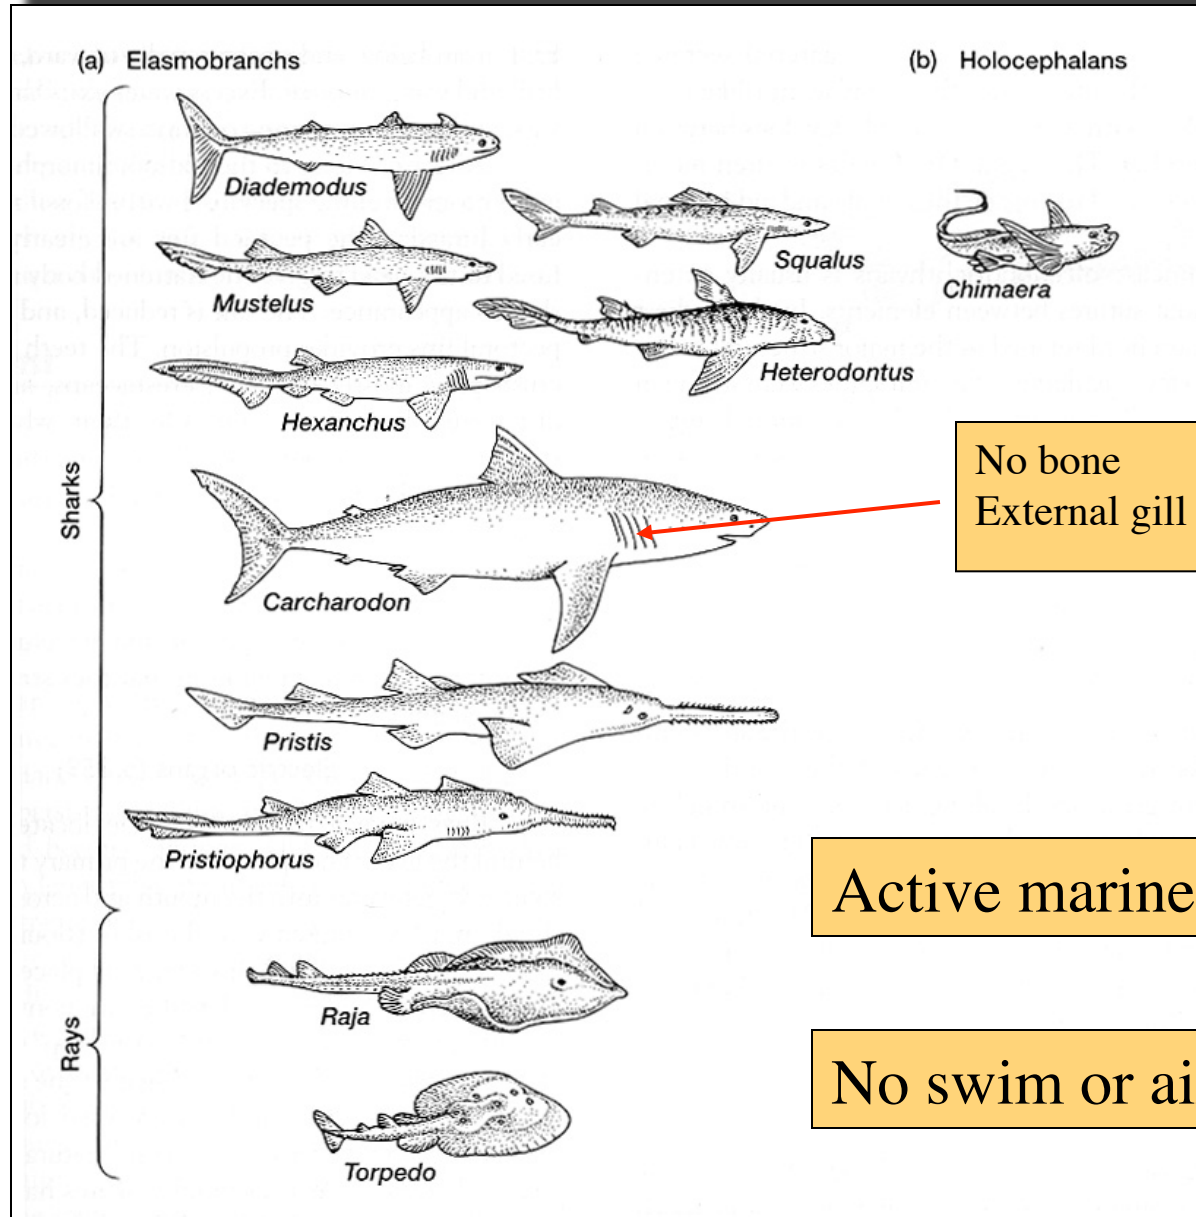 (a) Elasmobranchs
(b) Holocephalans
Diademodus
Squalus
Mustelus
Chimaera
Heterodontus
Hexanchus
No bone
External gill
Sharks
Carcharodon
Pristis
Pristiophorus
Active marine
Raja
Rays
No swim or ai
Torpedo